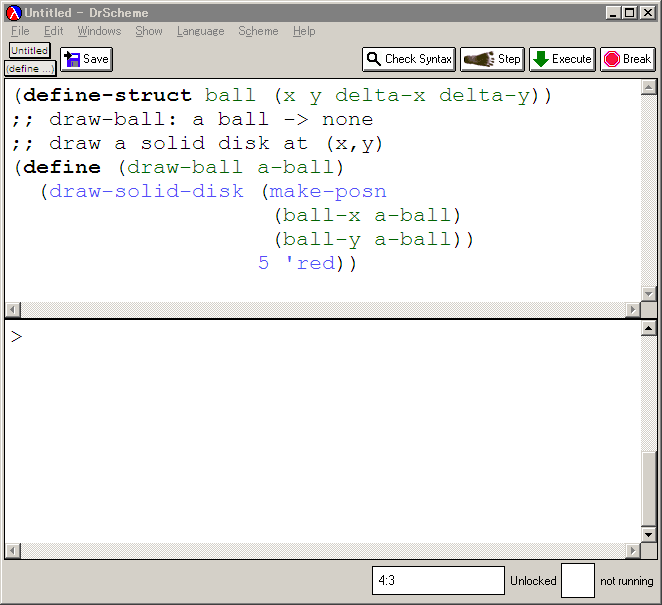 Untitled - DrScheme
File Edit Windows Show Language Scheme Help
Untitled
(define ...)
Save Check Syntax Step Execute Break
(define-struct ball (x y delta-x delta-y))
;; draw-ball: a ball -> none
;; draw a solid disk at (x,y)
(define (draw-ball a-ball)
  (draw-solid-disk (make-posn
                    (ball-x a-ball)
                    (ball-y a-ball))
                   5 'red))
>
4:3 Unlocked not running